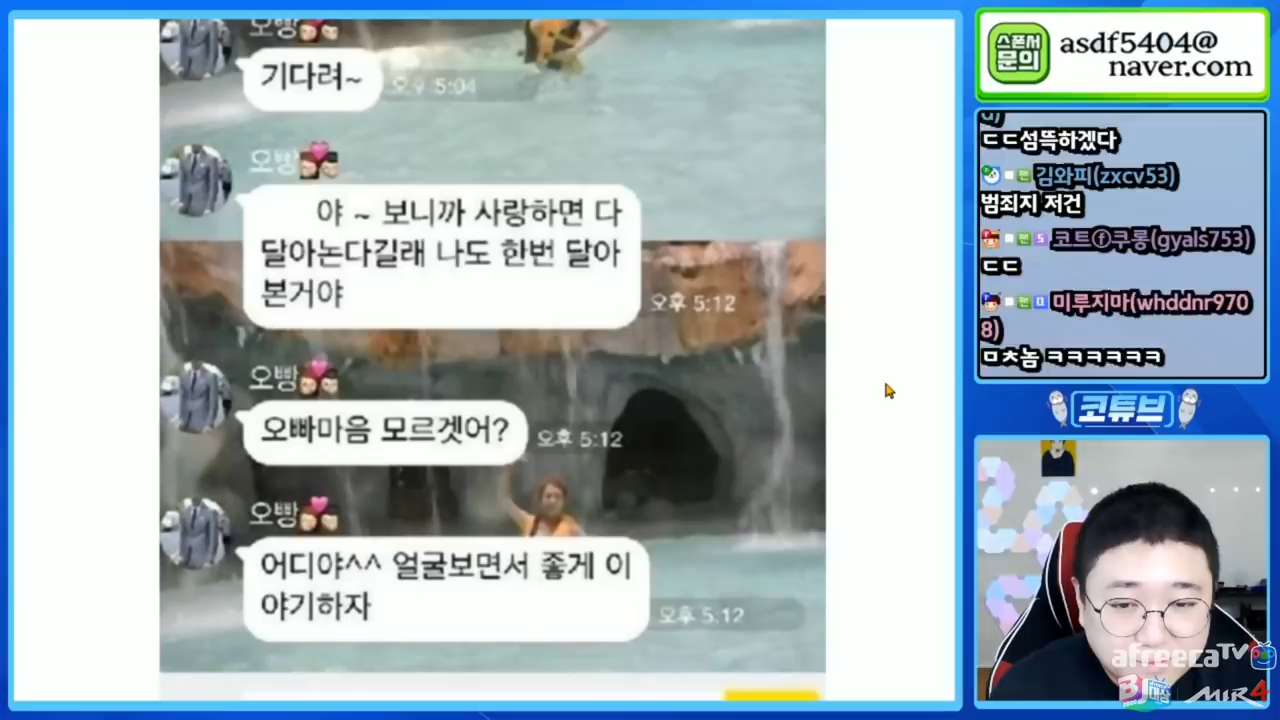 오빵
기다려~
오후 5:04
오빵
야 ~ 보니까 사랑하면 다
달아논다길래 나도 한번 달아
본거야
오후 5:12
오빵
오빠마음 모르겟어?
오후 5:12
오빵
어디야^^ 얼굴보면서 좋게 이
야기하자
오후 5:12
스폰서
문의
asdf5404@
naver.com
ㄷㄷ섬뜩하겠다
김와피(zxcv53)
범죄지 저건
코트ⓕ쿠롱(gyals753)
ㄷㄷ
미루지마(whddnr970
8)
ㅁㅊ놈 ㅋㅋㅋㅋㅋㅋ
코튜브
afreecaTV
BJ대상
MIR4